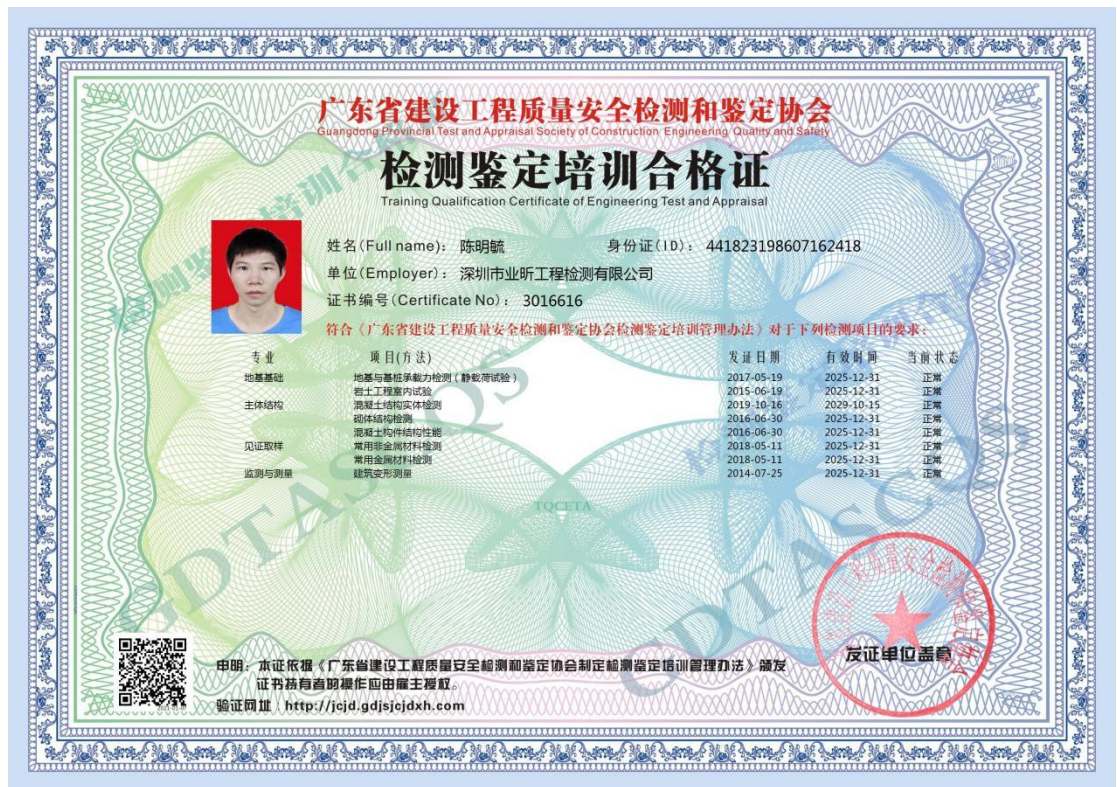 广东省建设工程质量安全检测和鉴定协会
Guangdong Provincial Test and Appraisal Society of Construction Engineering Quality and Safety
检测鉴定培训合格证
Training Qualification Certificate of Engineering Test and Appraisal
姓名(Full name): 陈明毓 身份证(ID): 441823198607162418
单位(Employer): 深圳市业昕工程检测有限公司
证书编号(Certificate No): 3016616
符合《广东省建设工程质量安全检测和鉴定协会检测鉴定培训管理办法》对于下列检测项目的要求:
专业 项目(方法) 发证日期 有效时间 当前状态
地基基础 地基与基桩承载力检测(静载荷试验) 2017-05-19 2025-12-31 正常
岩土工程室内试验 2015-06-19 2025-12-31 正常
主体结构 混凝土结构实体检测 2019-10-16 2029-10-15 正常
砌体结构检测 2016-06-30 2025-12-31 正常
混凝土构件结构性能 2016-06-30 2025-12-31 正常
见证取样 常用非金属材料检测 2018-05-11 2025-12-31 正常
常用金属材料检测 2018-05-11 2025-12-31 正常
监测与测量 建筑变形测量 2014-07-25 2025-12-31 正常
TQCETA
GDTASCQS
GDTASCQS
发证单位盖章
申明: 本证依据《广东省建设工程质量安全检测和鉴定协会制定检测鉴定培训管理办法》颁发
证书持有者的操作应由雇主授权。
验证网址 http://jcjd.gdjsjcjdxh.com